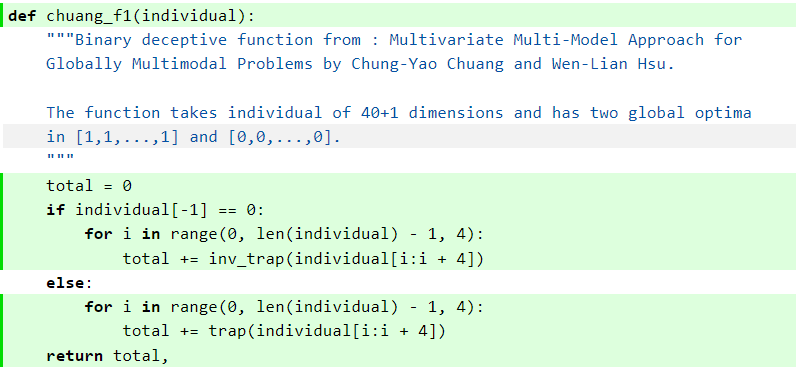 def chuang_f1(individual):
    """Binary deceptive function from : Multivariate Multi-Model Approach for
    Globally Multimodal Problems by Chung-Yao Chuang and Wen-Lian Hsu.

    The function takes individual of 40+1 dimensions and has two global optima
    in [1,1,...,1] and [0,0,...,0].
    """
    total = 0
    if individual[-1] == 0:
        for i in range(0, len(individual) - 1, 4):
            total += inv_trap(individual[i:i + 4])
    else:
        for i in range(0, len(individual) - 1, 4):
            total += trap(individual[i:i + 4])
    return total,